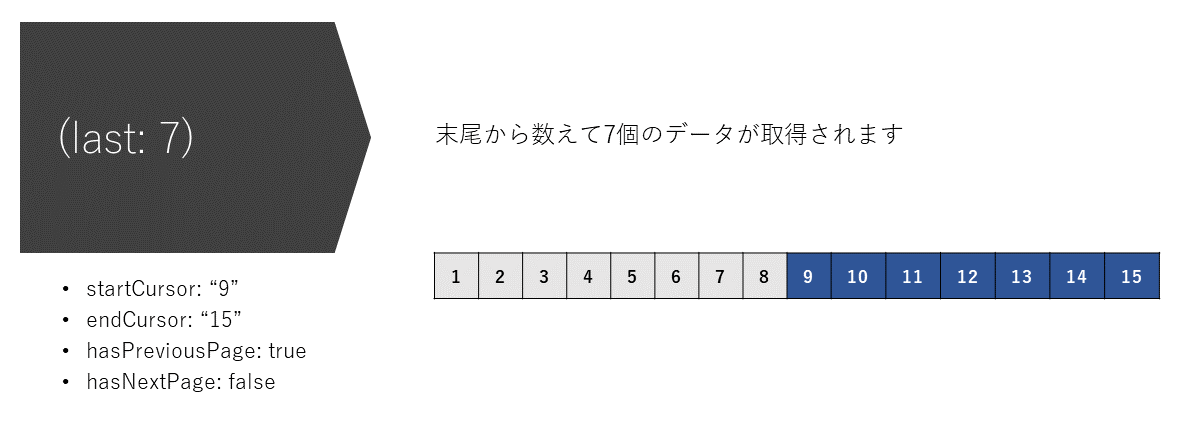 (last: 7)
末尾から数えて7個のデータが取得されます
1 2 3 4 5 6 7 8 9 10 11 12 13 14 15
• startCursor: “9”
• endCursor: “15”
• hasPreviousPage: true
• hasNextPage: false